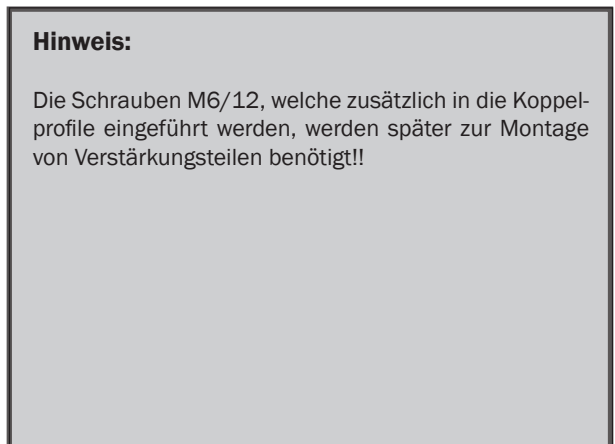 Hinweis:
Die Schrauben M6/12, welche zusätzlich in die Koppel-
profile eingeführt werden, werden später zur Montage
von Verstärkungsteilen benötigt!!